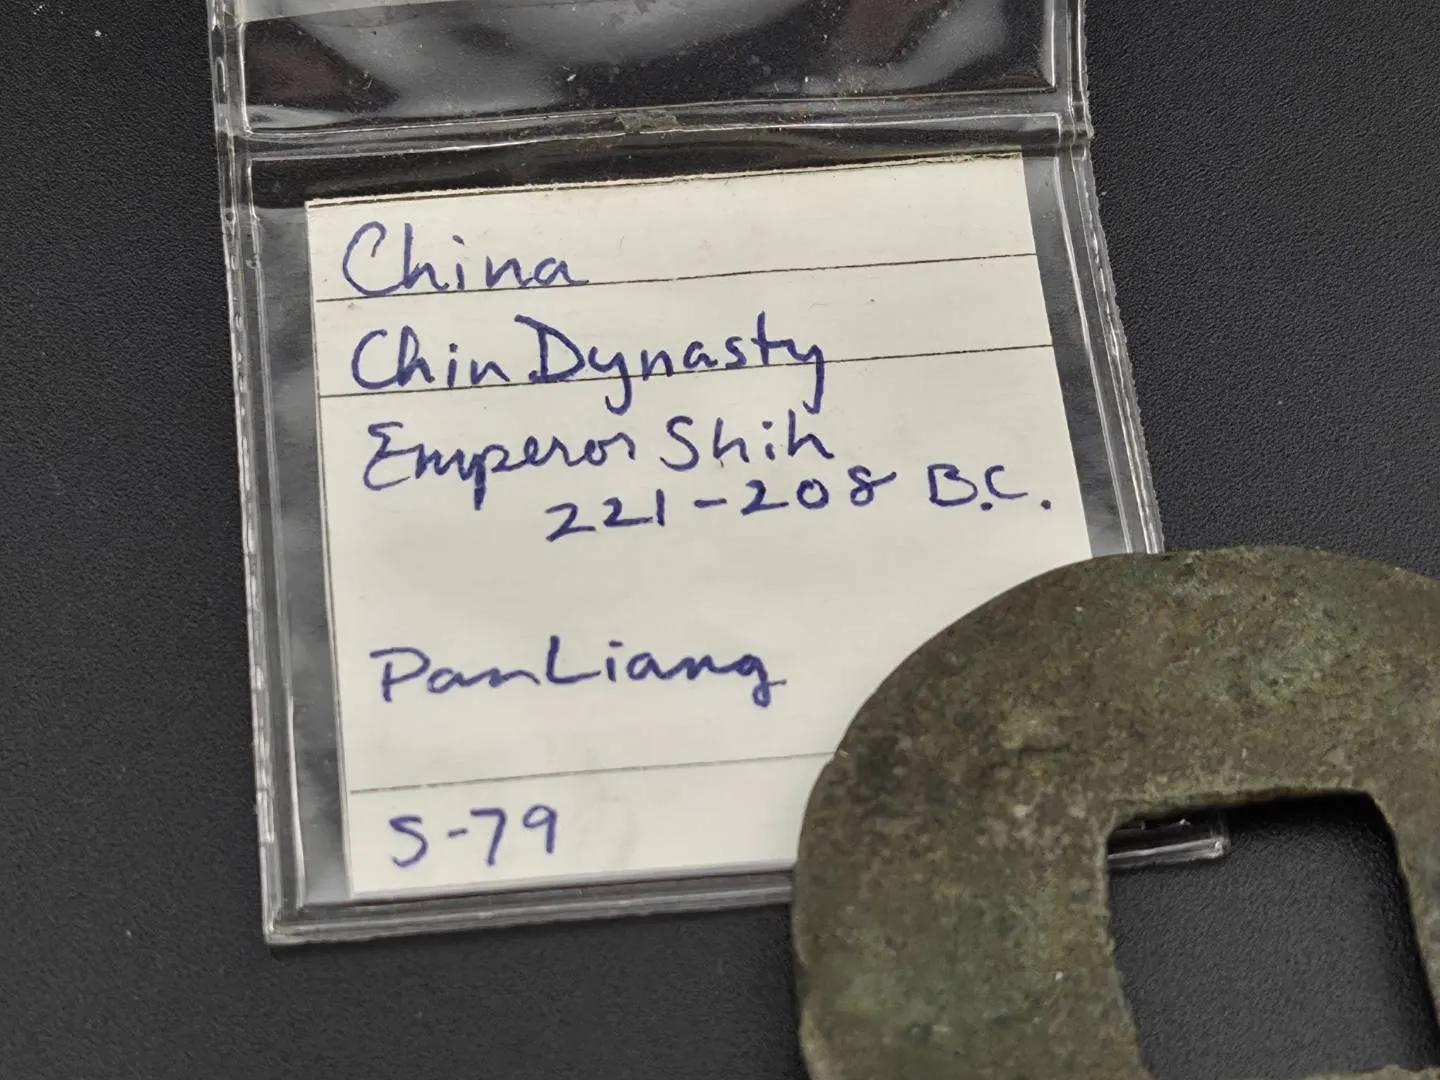 China
Chin Dynasty
Emperor Shih
221-208 B.C.
Pan Liang
S-79